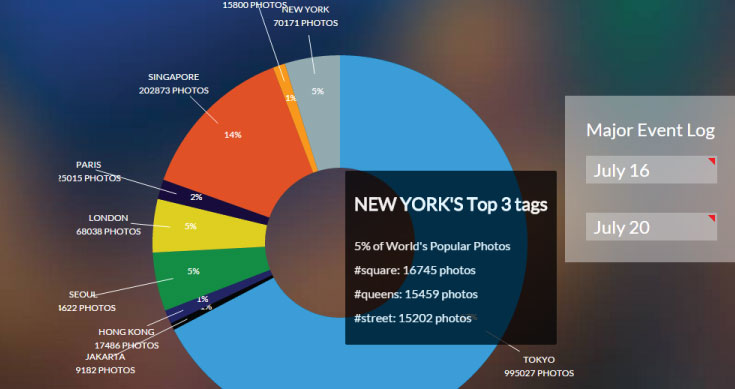 15800 PHOTOS
NEW YORK
70171 PHOTOS
5%
1%
SINGAPORE
202873 PHOTOS
14%
PARIS
25015 PHOTOS
2%
LONDON
68038 PHOTOS
5%
SEOUL
4622 PHOTOS
5%
1%
HONG KONG
17486 PHOTOS
JAKARTA
9182 PHOTOS
TOKYO
995027 PHOTOS
NEW YORK'S Top 3 tags
5% of World's Popular Photos
#square: 16745 photos
#queens: 15459 photos
#street: 15202 photos
Major Event Log
July 16
July 20